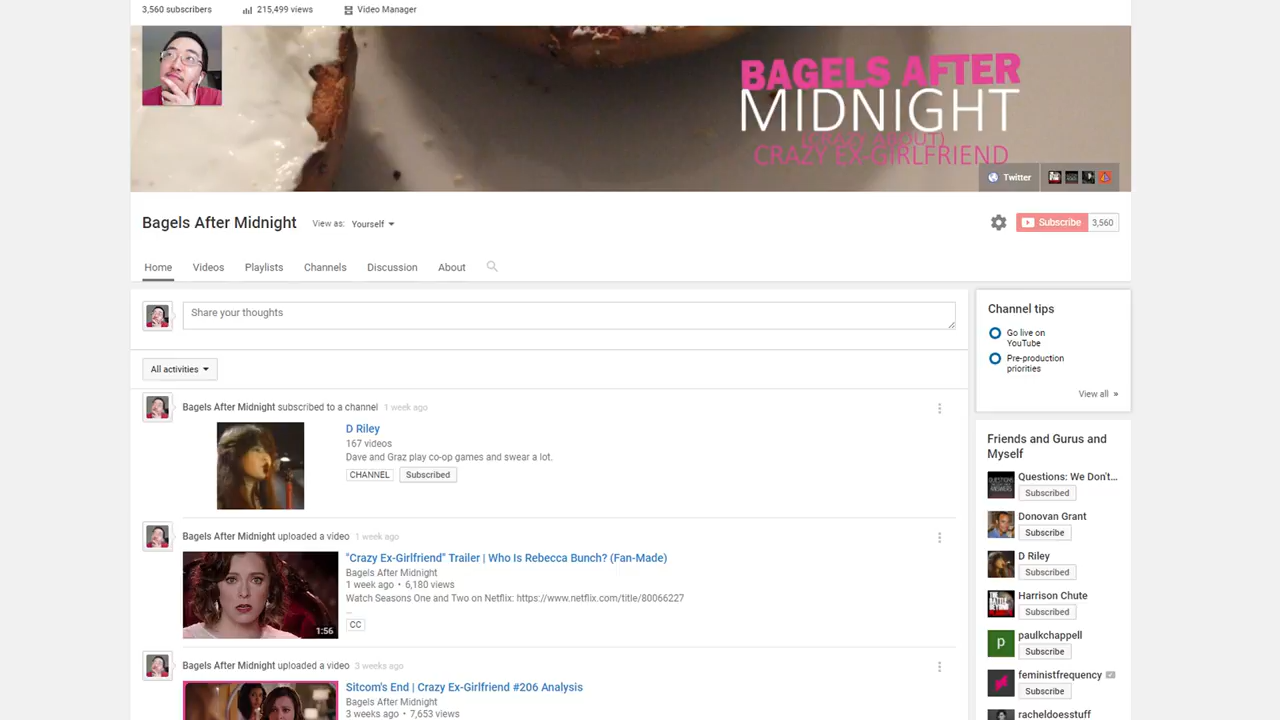 3,560 subscribers
215,499 views
Video Manager
BAGELS AFTER
MIDNIGHT
(CRAZY ABOUT)
CRAZY EX-GIRLFRIEND
Twitter
Bagels After Midnight
View as: Yourself
Subscribe 3,560
Home Videos Playlists Channels Discussion About
Share your thoughts
All activities
Bagels After Midnight subscribed to a channel 1 week ago
D Riley
167 videos
Dave and Graz play co-op games and swear a lot.
CHANNEL Subscribed
Bagels After Midnight uploaded a video 1 week ago
"Crazy Ex-Girlfriend" Trailer | Who Is Rebecca Bunch? (Fan-Made)
Bagels After Midnight
1 week ago • 6,180 views
Watch Seasons One and Two on Netflix: https://www.netflix.com/title/80066227
...
CC
1:56
Bagels After Midnight uploaded a video 3 weeks ago
Sitcom's End | Crazy Ex-Girlfriend #206 Analysis
Bagels After Midnight
3 weeks ago • 7,653 views
Channel tips
Go live on
YouTube
Pre-production
priorities
View all »
Friends and Gurus and
Myself
Questions: We Don't...
Subscribed
Donovan Grant
Subscribe
D Riley
Subscribed
Harrison Chute
Subscribed
p
paulkchappell
Subscribe
feministfrequency
Subscribe
racheldoesstuff